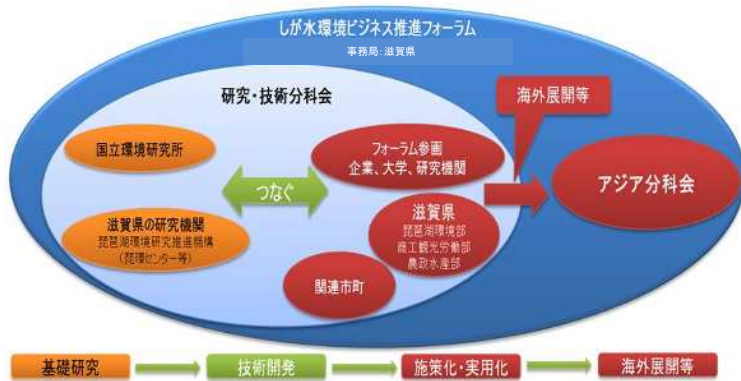 しが水環境ビジネス推進フォーラム
事務局：滋賀県
研究・技術分科会
海外展開等
国立環境研究所
フォーラム参画
企業、大学、研究機関
つなぐ
アジア分科会
滋賀県の研究機関
琵琶湖環境研究推進機構
（琵環センター等）
滋賀県
琵琶湖環境部
商工観光労働部
農政水産部
関連市町
基礎研究
技術開発
施策化・実用化
海外展開等